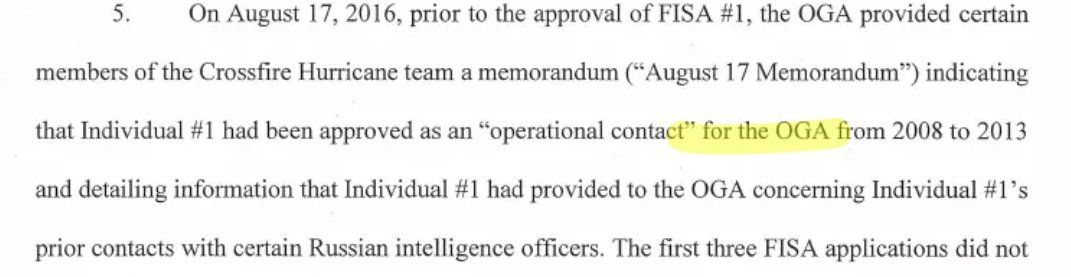 5. On August 17, 2016, prior to the approval of FISA #1, the OGA provided certain
members of the Crossfire Hurricane team a memorandum (“August 17 Memorandum”) indicating
that Individual #1 had been approved as an “operational contact” for the OGA from 2008 to 2013
and detailing information that Individual #1 had provided to the OGA concerning Individual #1’s
prior contacts with certain Russian intelligence officers. The first three FISA applications did not